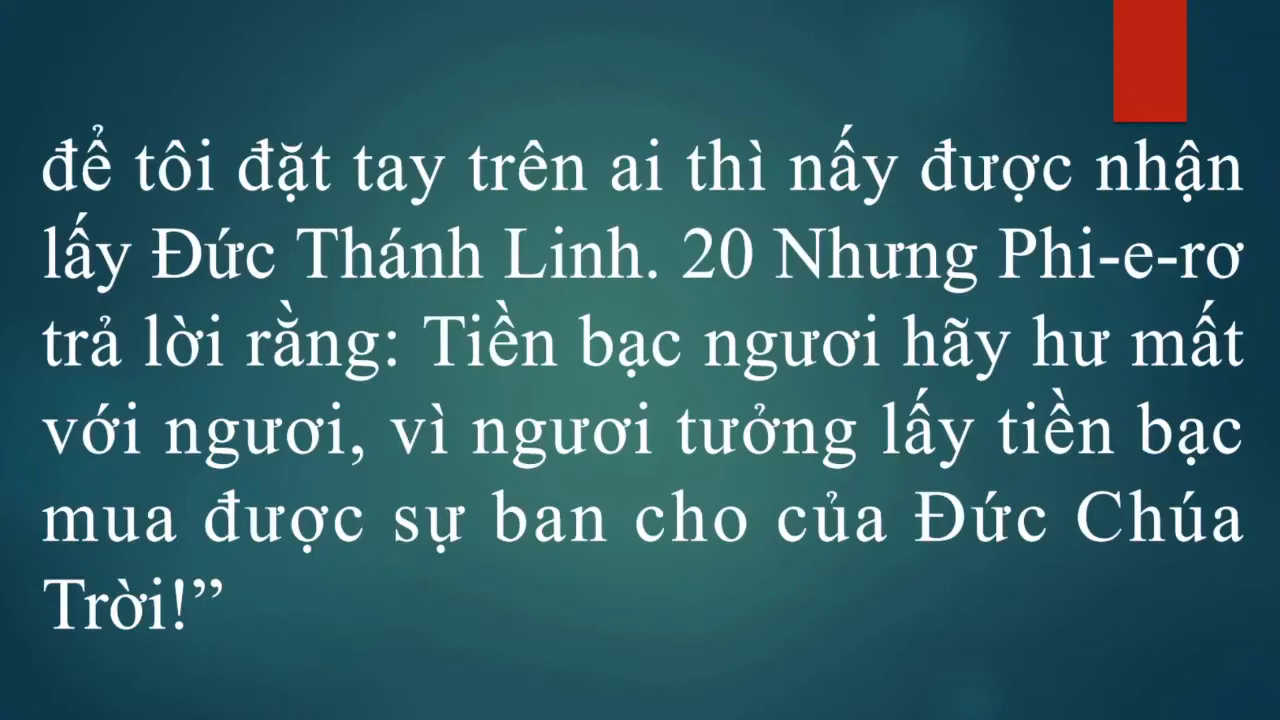 để tôi đặt tay trên ai thì nấy được nhận
lấy Đức Thánh Linh. 20 Nhưng Phi-e-rơ
trả lời rằng: Tiền bạc ngươi hãy hư mất
với ngươi, vì ngươi tưởng lấy tiền bạc
mua được sự ban cho của Đức Chúa
Trời!”